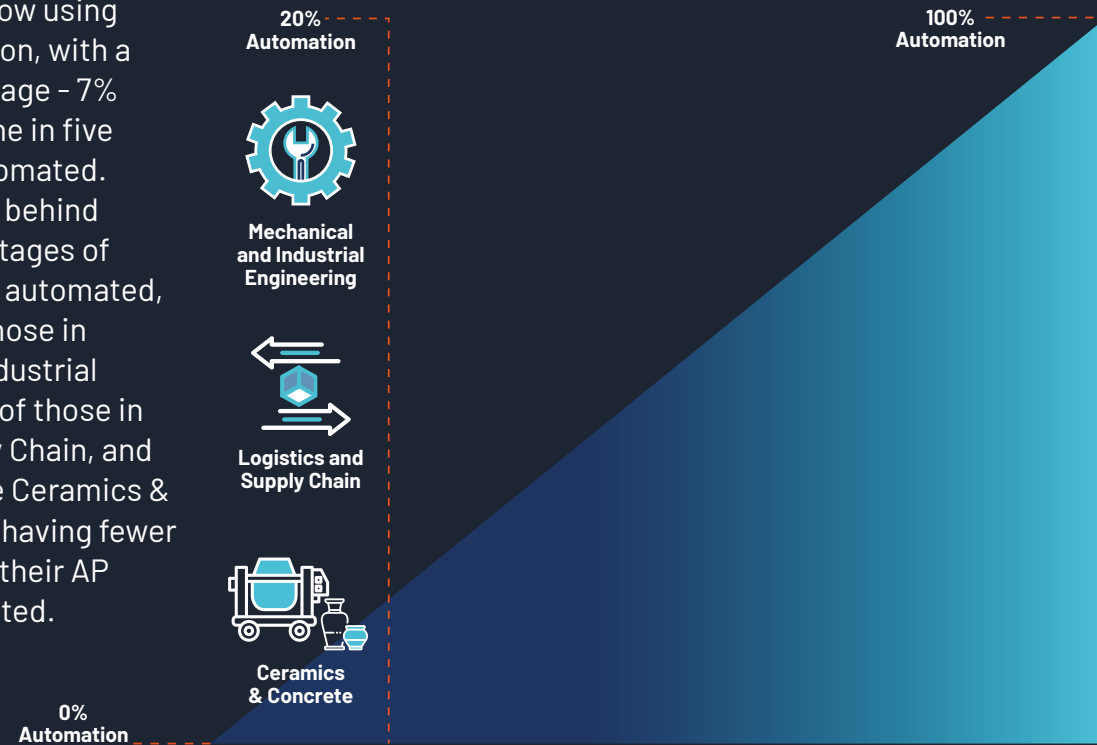 ow using
on, with a
age - 7%
ne in five
omated.
behind
tages of
automated,
nose in
dustrial
of those in
Chain, and
e Ceramics &
having fewer
their AP
ted.
20%
Automation
Mechanical
and Industrial
Engineering
Logistics and
Supply Chain
Ceramics
& Concrete
0%
Automation
100%
Automation